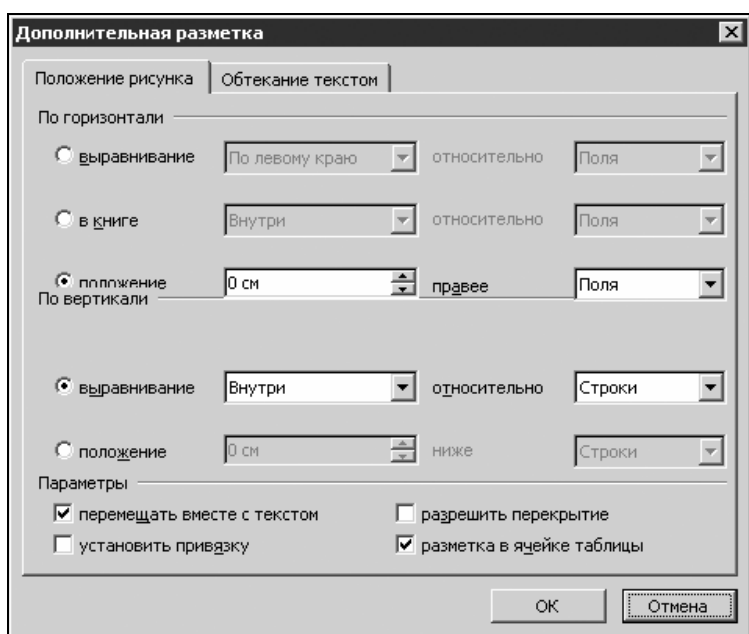 Дополнительная разметка
Положение рисунка Обтекание текстом
По горизонтали
выравнивание По левому краю относительно Поля
в книге Внутри относительно Поля
положение 0 см правее Поля
По вертикали
выравнивание Внутри относительно Строки
положение 0 см ниже Строки
Параметры
перемещать вместе с текстом разрешить перекрытие
установить привязку разметка в ячейке таблицы
ОК Отмена